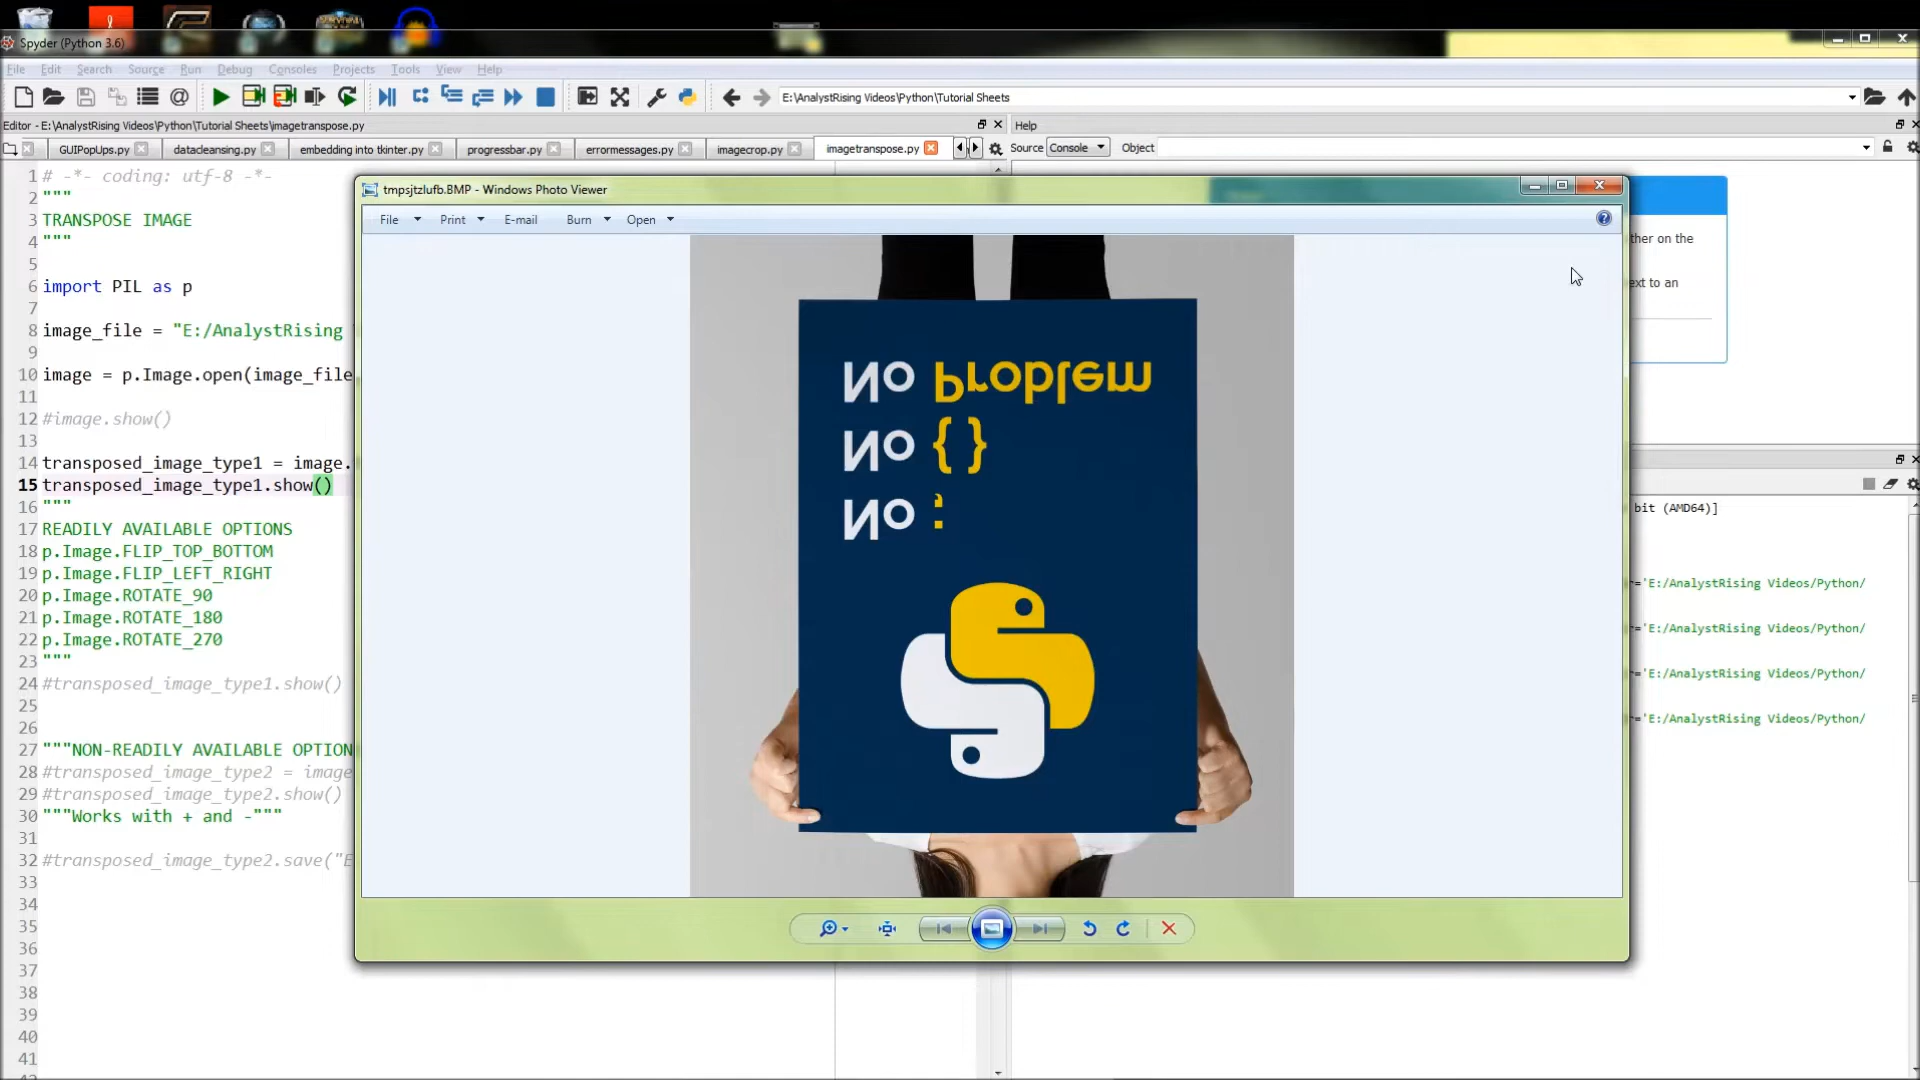 Spyder (Python 3.6)
File Edit Search Source Run Debug Consoles Projects Tools View Help
E:\AnalystRising Videos\Python\Tutorial Sheets
Editor - E:\AnalystRising Videos\Python\Tutorial Sheets\imagetranspose.py
Help
GUIPopUps.py datacleansing.py embedding into tkinter.py progressbar.py errormessages.py imagecrop.py imagetranspose.py
Source Console Object
tmpsjtzlufb.BMP - Windows Photo Viewer
File Print E-mail Burn Open
1 # -*- coding: utf-8 -*-
2 """
3 TRANSPOSE IMAGE
4 """
5
6 import PIL as p
7
8 image_file = "E:/AnalystRising
9
10 image = p.Image.open(image_file
11
12 #image.show()
13
14 transposed_image_type1 = image.
15 transposed_image_type1.show()
16 """
17 READILY AVAILABLE OPTIONS
18 p.Image.FLIP_TOP_BOTTOM
19 p.Image.FLIP_LEFT_RIGHT
20 p.Image.ROTATE_90
21 p.Image.ROTATE_180
22 p.Image.ROTATE_270
23 """
24 #transposed_image_type1.show()
25
26
27 """NON-READILY AVAILABLE OPTION
28 #transposed_image_type2 = image
29 #transposed_image_type2.show()
30 """Works with + and -"""
31
32 #transposed_image_type2.save("E
33
34
35
36
37
38
39
40
41
No Problem
No {}
No ;
ther on the
ext to an
bit (AMD64)]
='E:/AnalystRising Videos/Python/
='E:/AnalystRising Videos/Python/
='E:/AnalystRising Videos/Python/
='E:/AnalystRising Videos/Python/